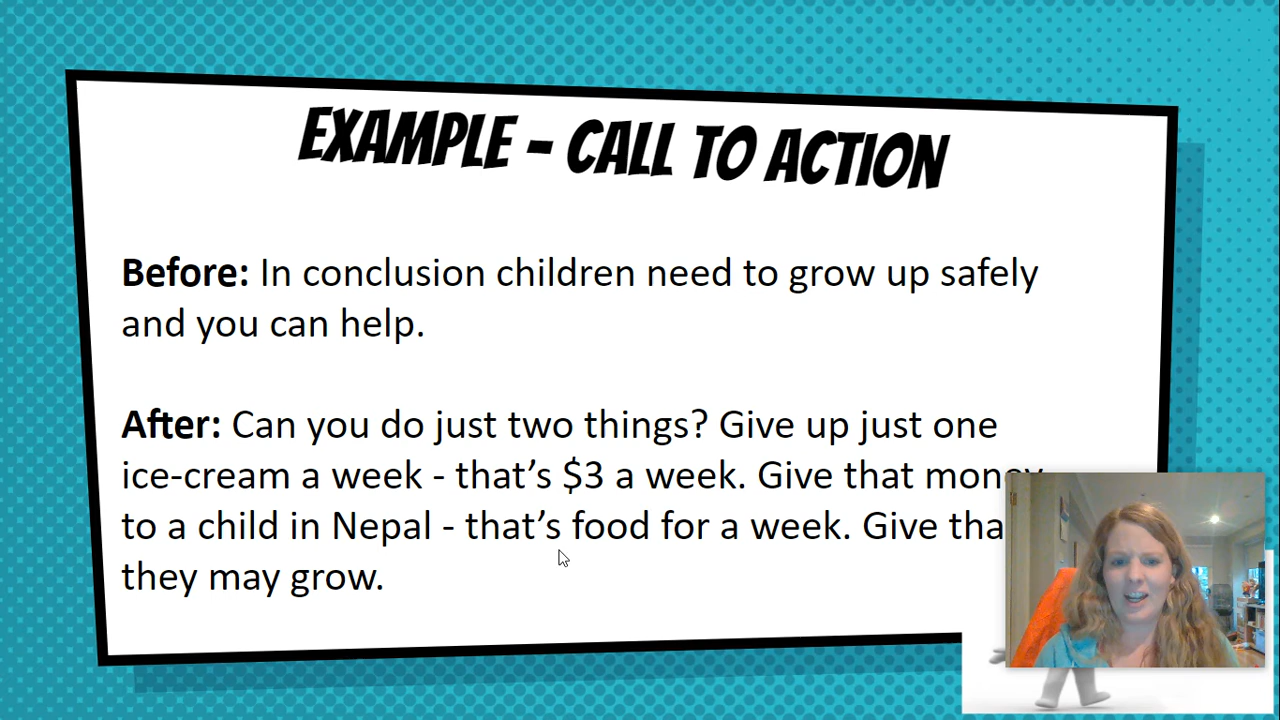 EXAMPLE - CALL TO ACTION
Before: In conclusion children need to grow up safely
and you can help.
After: Can you do just two things? Give up just one
ice-cream a week - that's $3 a week. Give that
to a child in Nepal - that's food for a week. Give
they may grow.